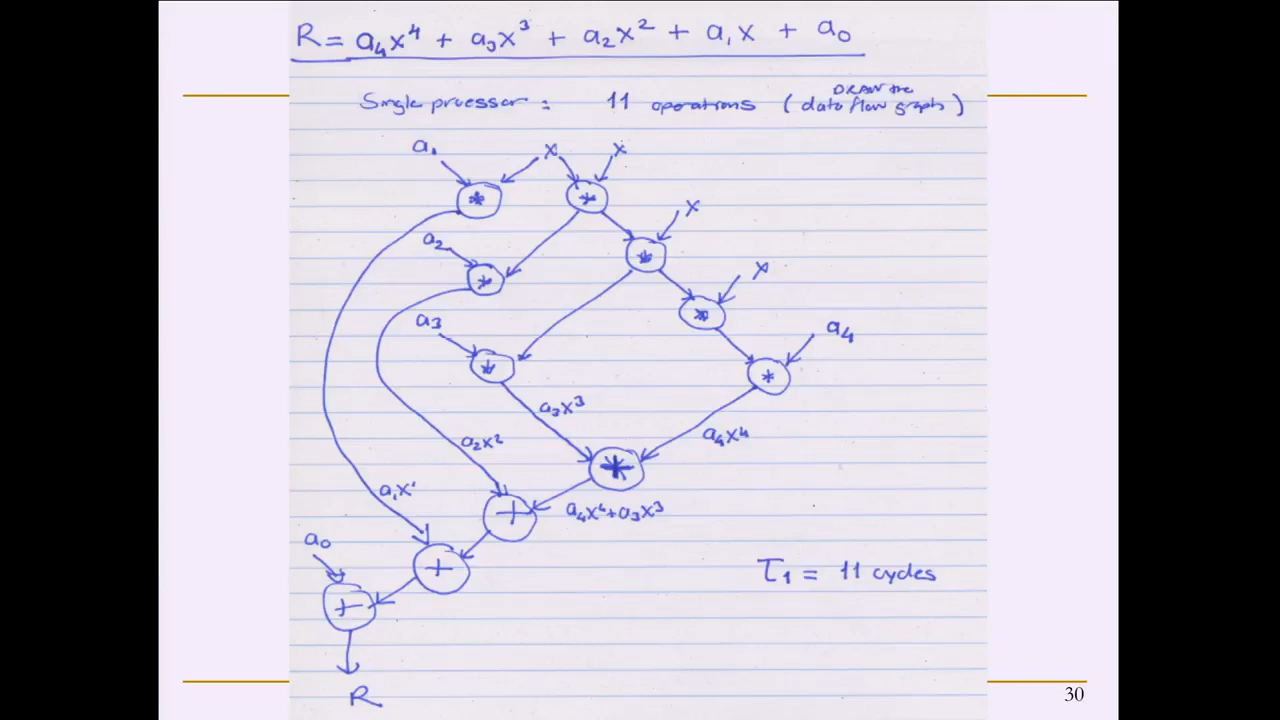 R = a₄x⁴ + a₃x³ + a₂x² + a₁x + a₀
Single processor : 11 operations ( DRAW the data flow graph )
a₁ x x
* *
x
a₂ *
* x
a₃ *
* a₄
*
a₃x³
a₂x² a₄x⁴
*
a₁x¹
+ a₄x⁴+a₃x³
a₀
+ T₁ = 11 cycles
+
R
30